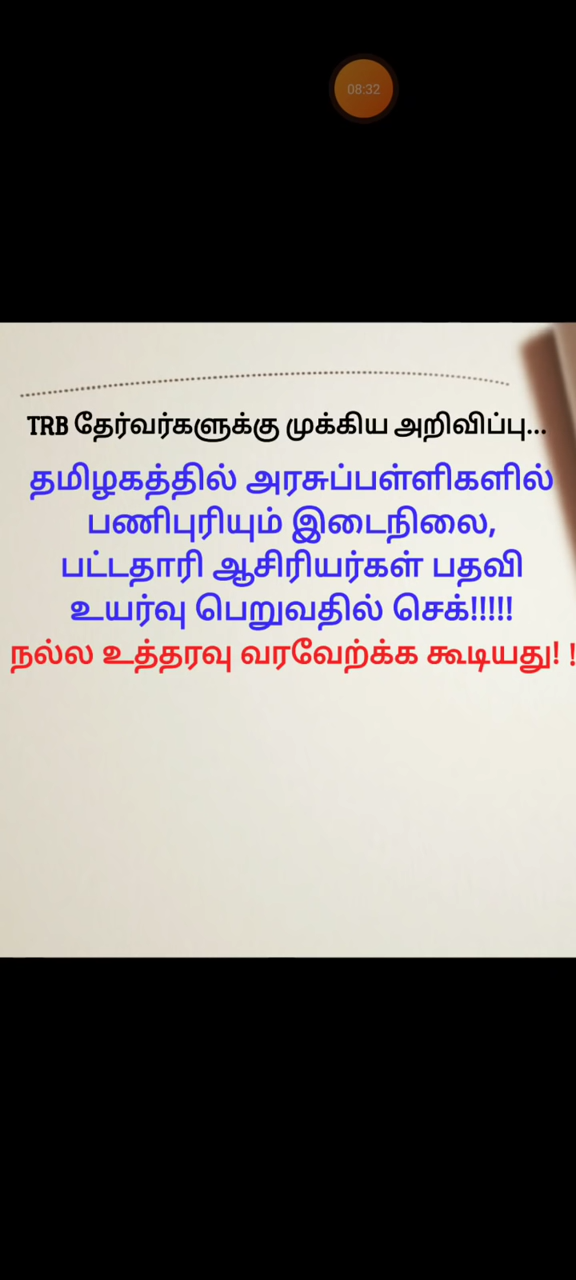 08:32
TRB தேர்வர்களுக்கு முக்கிய அறிவிப்பு...
தமிழகத்தில் அரசுப்பள்ளிகளில்
பணிபுரியும் இடைநிலை,
பட்டதாரி ஆசிரியர்கள் பதவி
உயர்வு பெறுவதில் செக்!!!!!
நல்ல உத்தரவு வரவேற்க்க கூடியது! !